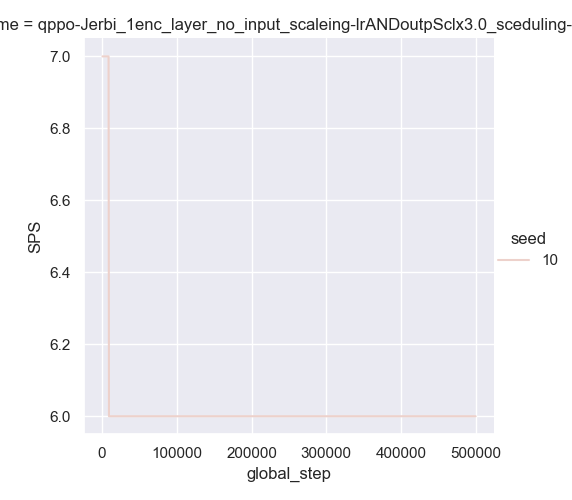 me = qppo-Jerbi_1enc_layer_no_input_scaleing-lrANDoutpSclx3.0_sceduling-
7.0
6.8
6.6
6.4
6.2
6.0
SPS
0 100000 200000 300000 400000 500000
global_step
seed
10